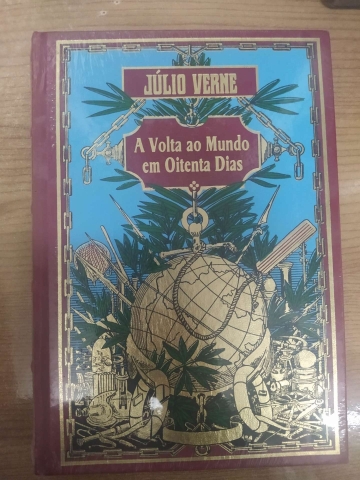 JÚLIO VERNE
A Volta ao Mundo
em Oitenta Dias